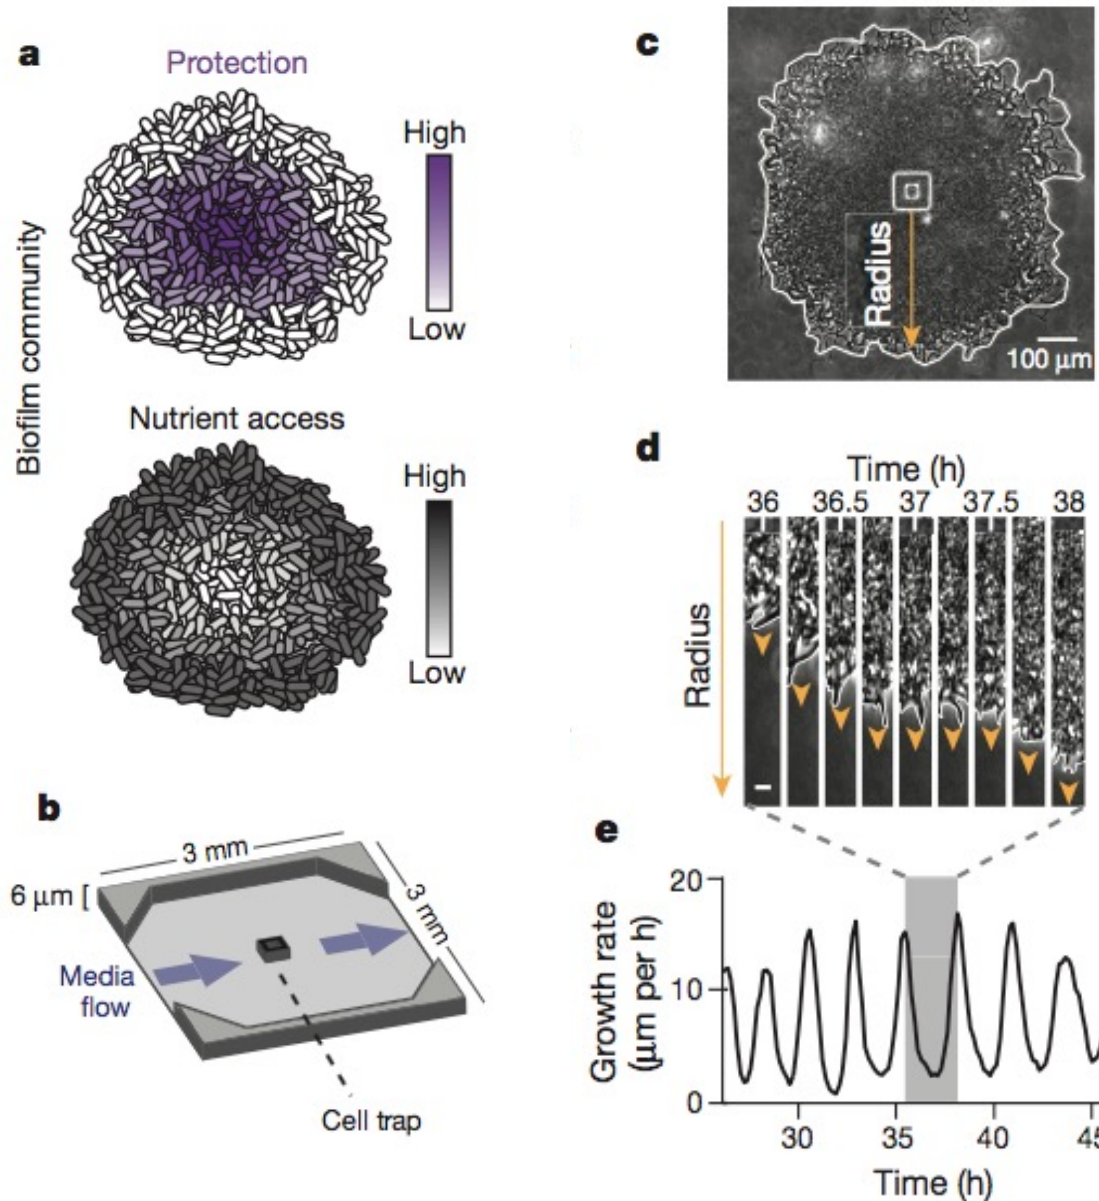 a
Protection
High
Low
Biofilm community
Nutrient access
High
Low
b
3 mm
3 mm
6 μm [
Media
flow
Cell trap
c
Radius
100 μm
d
Time (h)
36 36.5 37 37.5 38
Radius
e
20
10
0
Growth rate
(μm per h)
30 35 40
Time (h)